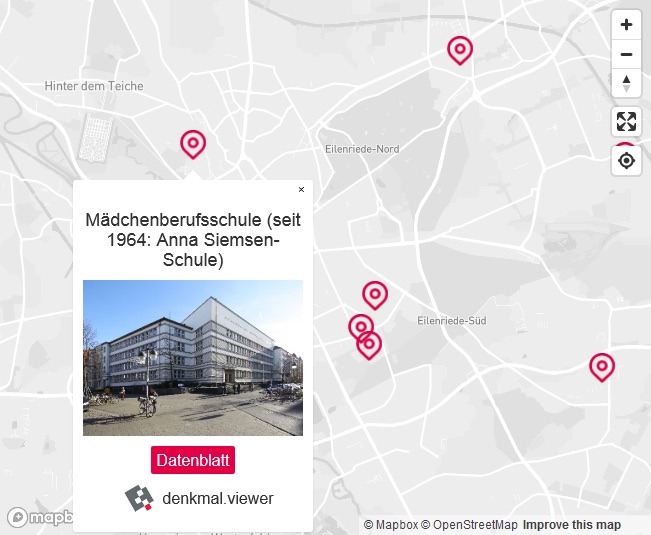 Hinter dem Teiche
Eilenriede-Nord
×
Mädchenberufsschule (seit
1964: Anna Siemsen-
Schule)
Eilenriede-Süd
Datenblatt
denkmal.viewer
mapb
© Mapbox © OpenStreetMap Improve this map